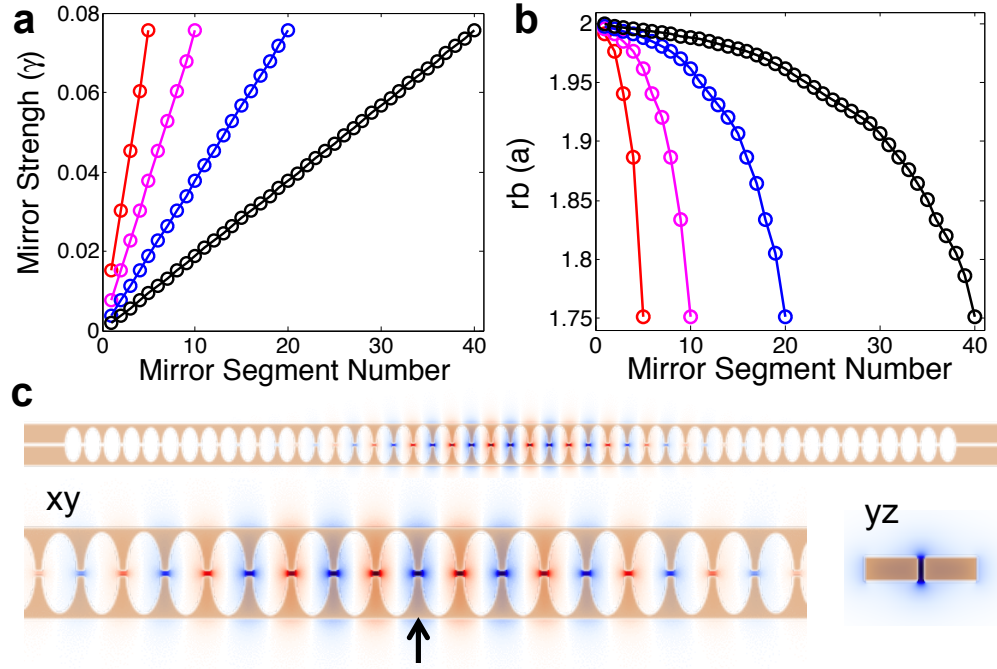 a
Mirror Strengh (γ)
0.08
0.06
0.04
0.02
0
0 10 20 30 40
Mirror Segment Number
b
rb (a)
2
1.95
1.9
1.85
1.8
1.75
0 10 20 30 40
Mirror Segment Number
c
xy
yz